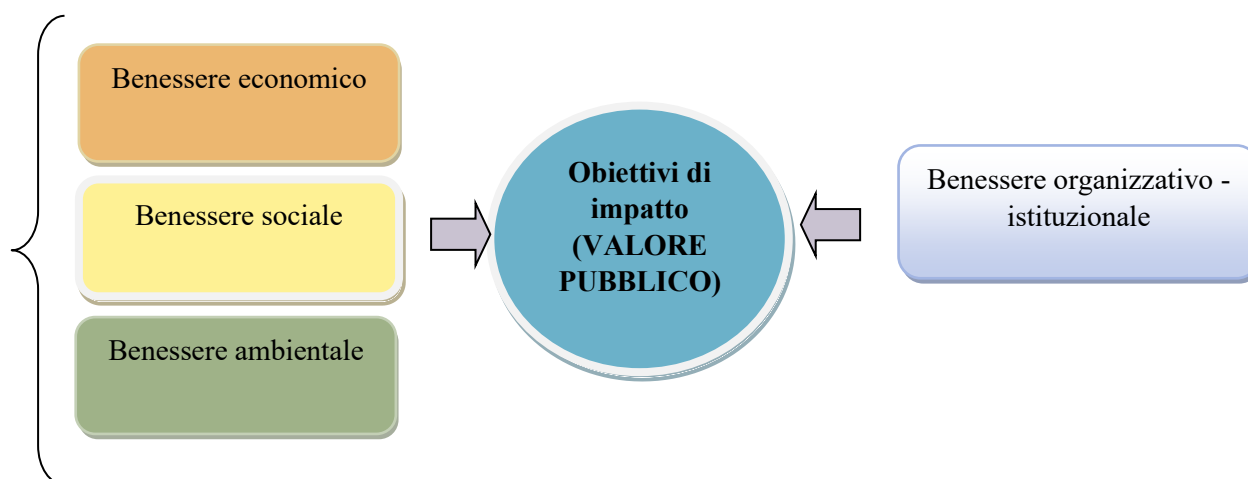 Benessere economico
Benessere sociale
Benessere ambientale
Obiettivi di
impatto
(VALORE
PUBBLICO)
Benessere organizzativo -
istituzionale